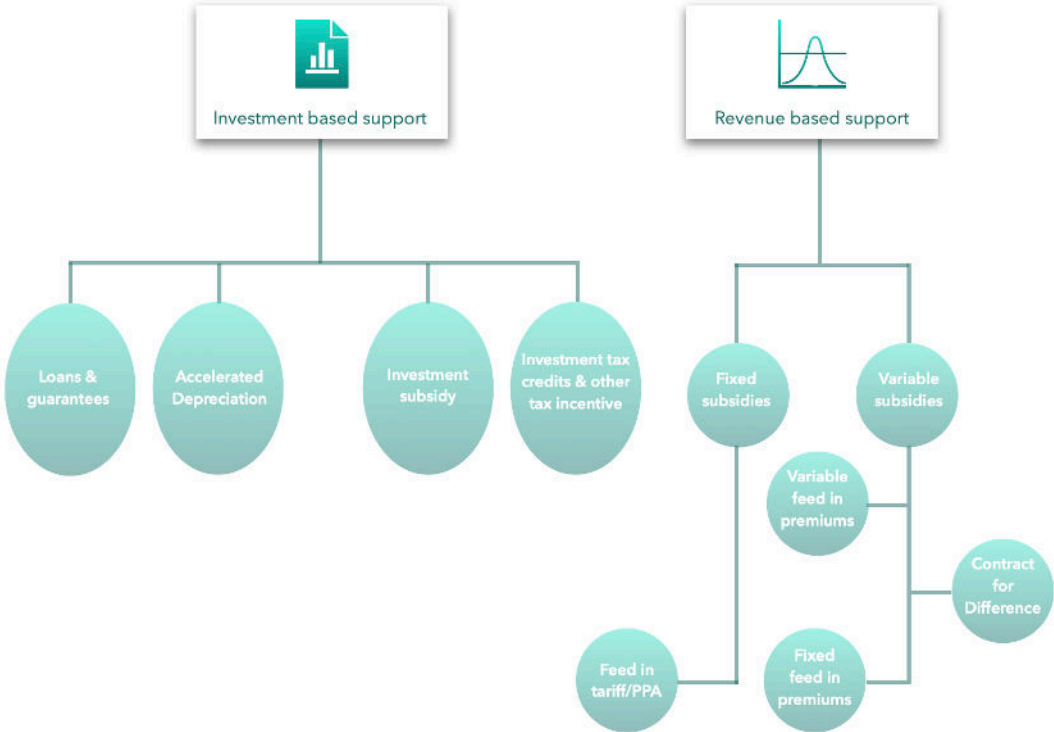 Investment based support
Revenue based support
Loans &
guarantees
Accelerated
Depreciation
Investment
subsidy
Investment tax
credits & other
tax incentive
Fixed
subsidies
Variable
subsidies
Variable
feed in
premiums
Contract
for
Difference
Feed in
tariff/PPA
Fixed
feed in
premiums